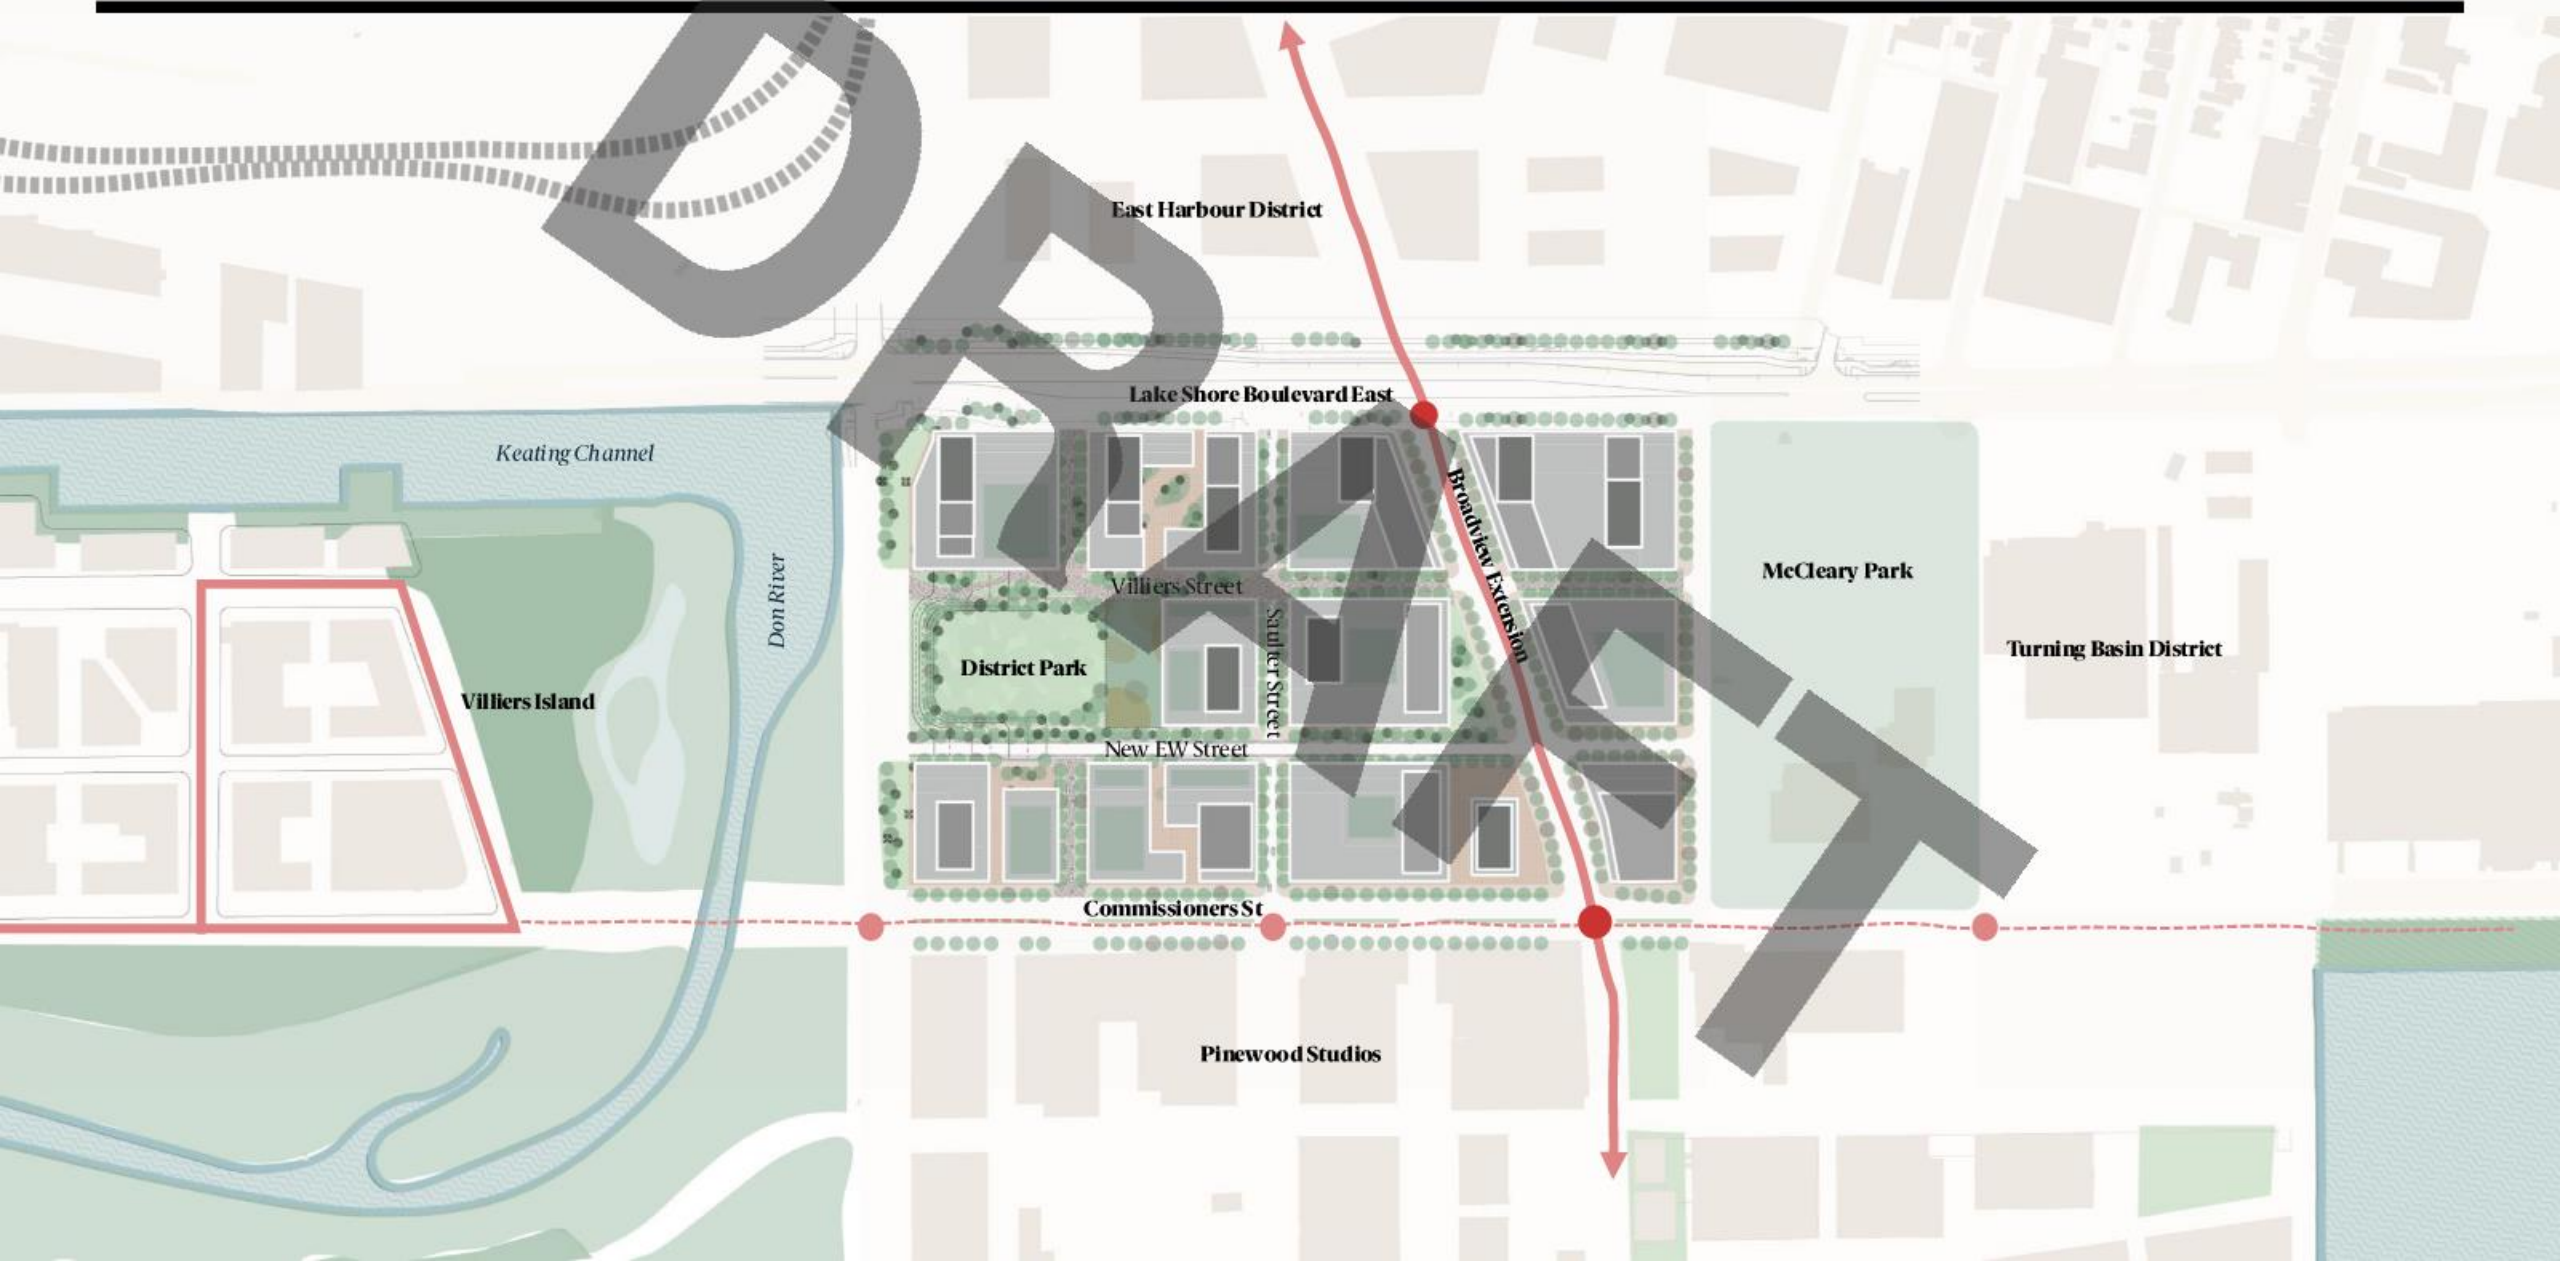 DRAFT
East Harbour District
Lake Shore Boulevard East
Keating Channel
Broadview Extension
Don River
McCleary Park
Villiers Street
Saulter Street
Turning Basin District
District Park
Villiers Island
New EW Street
Commissioners St
Pinewood Studios